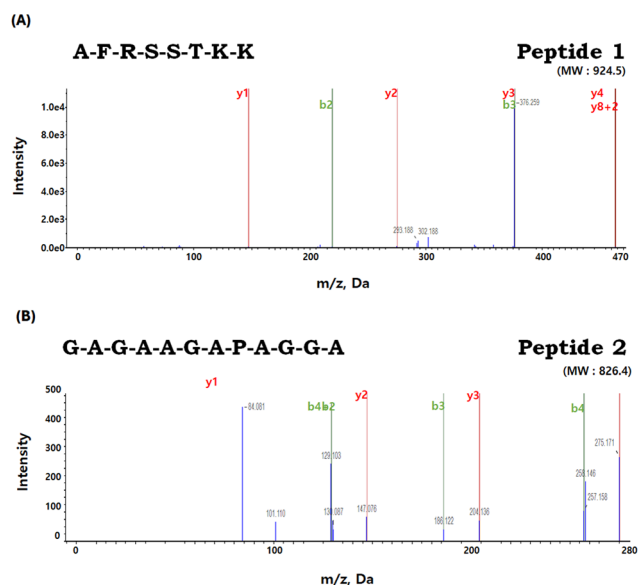 (A)
A-F-R-S-S-T-K-K
Peptide 1
(MW : 924.5)
y1
y2
y3
y4
b2
b3
376.259
y8+2
1.0e4
8.0e3
6.0e3
4.0e3
2.0e3
0.0e0
293.188
302.188
0
100
200
300
400
470
Intensity
m/z, Da
(B)
G-A-G-A-A-G-A-P-A-G-G-A
Peptide 2
(MW : 826.4)
y1
y2
y3
b2
b3
b4
500
400
300
200
100
0
84.081
101.110
129.103
147.076
186.122
204.136
258.146
257.158
275.171
0
100
200
280
Intensity
m/z, Da